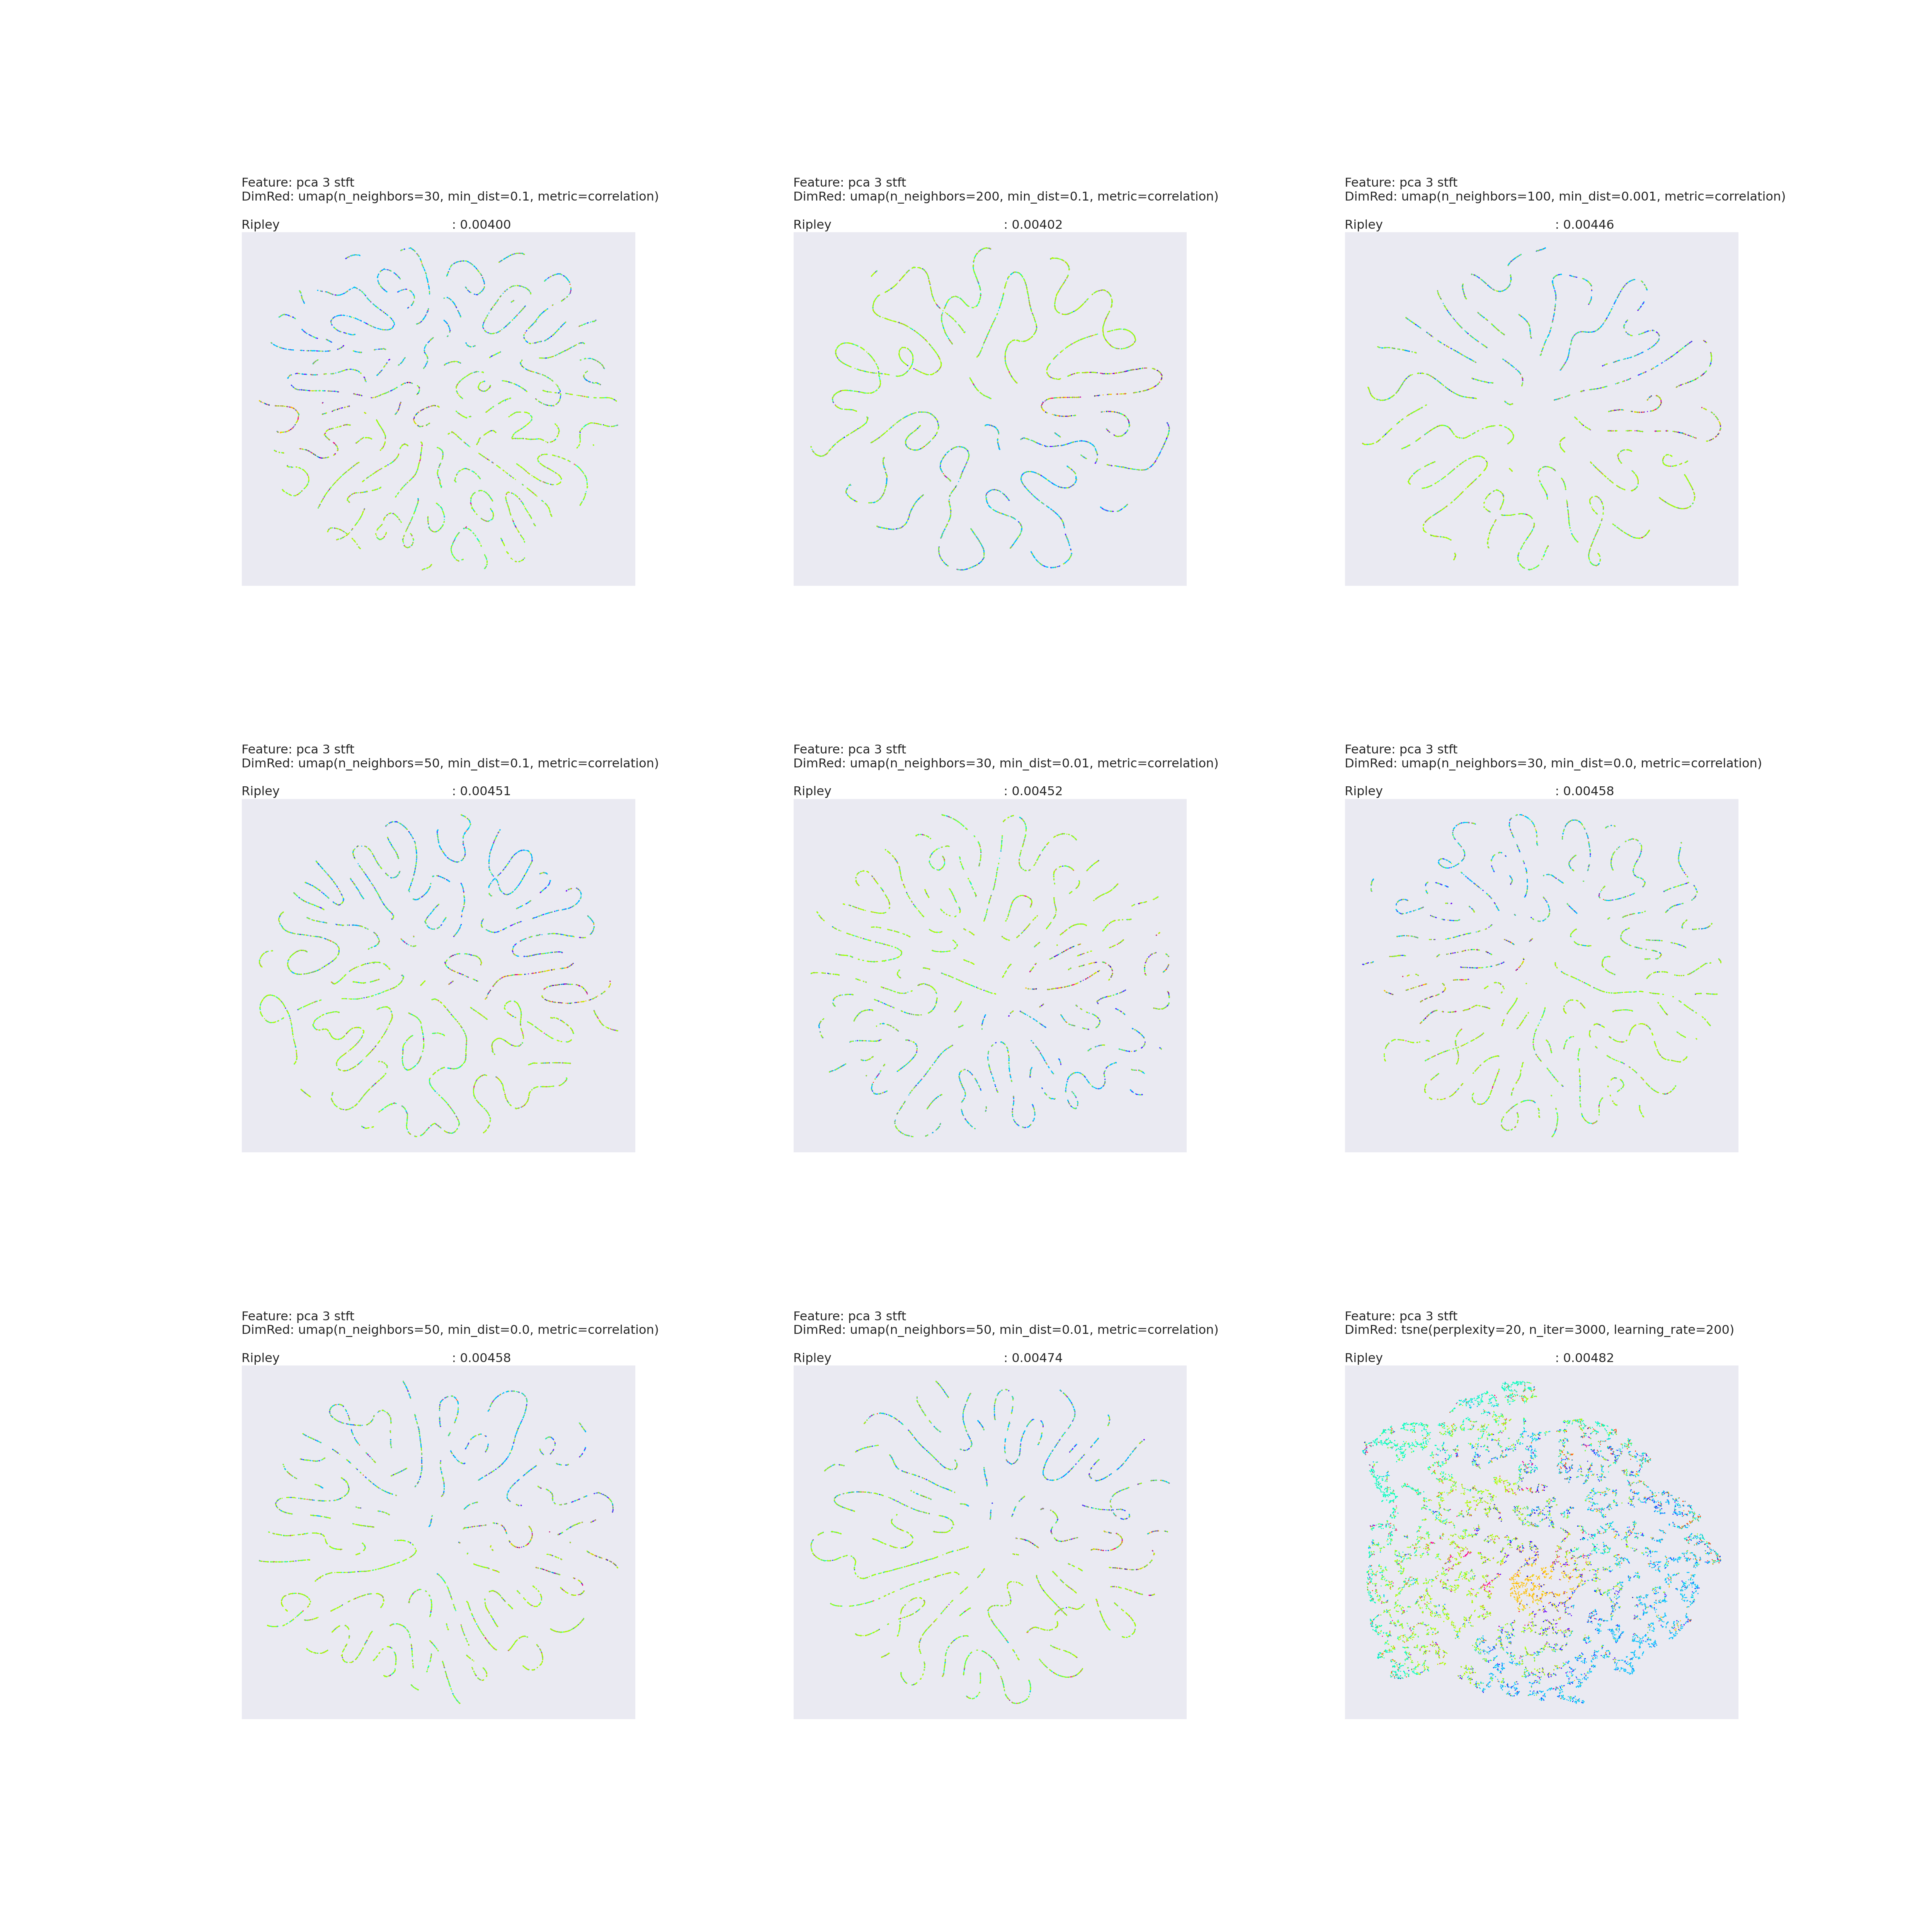 Feature: pca 3 stft
DimRed: umap(n_neighbors=30, min_dist=0.1, metric=correlation)
Ripley : 0.00400
Feature: pca 3 stft
DimRed: umap(n_neighbors=200, min_dist=0.1, metric=correlation)
Ripley : 0.00402
Feature: pca 3 stft
DimRed: umap(n_neighbors=100, min_dist=0.001, metric=correlation)
Ripley : 0.00446
Feature: pca 3 stft
DimRed: umap(n_neighbors=50, min_dist=0.1, metric=correlation)
Ripley : 0.00451
Feature: pca 3 stft
DimRed: umap(n_neighbors=30, min_dist=0.01, metric=correlation)
Ripley : 0.00452
Feature: pca 3 stft
DimRed: umap(n_neighbors=30, min_dist=0.0, metric=correlation)
Ripley : 0.00458
Feature: pca 3 stft
DimRed: umap(n_neighbors=50, min_dist=0.0, metric=correlation)
Ripley : 0.00458
Feature: pca 3 stft
DimRed: umap(n_neighbors=50, min_dist=0.01, metric=correlation)
Ripley : 0.00474
Feature: pca 3 stft
DimRed: tsne(perplexity=20, n_iter=3000, learning_rate=200)
Ripley : 0.00482